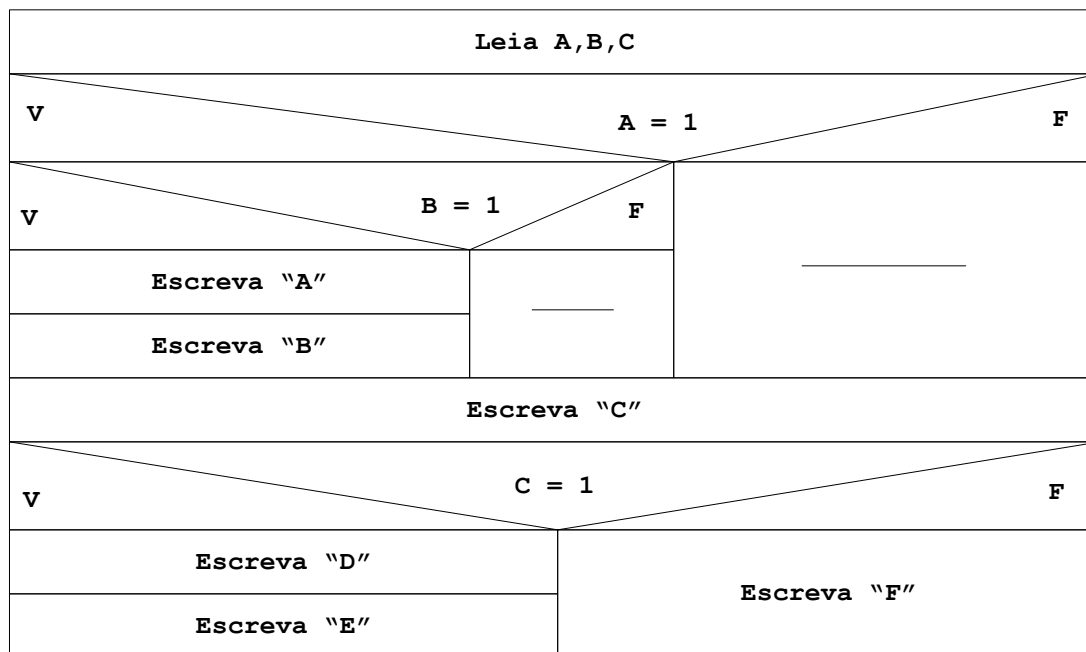 Leia A,B,C
V
A = 1
F
V
B = 1
F
Escreva “A”
Escreva “B”
Escreva “C”
V
C = 1
F
Escreva “D”
Escreva “E”
Escreva “F”